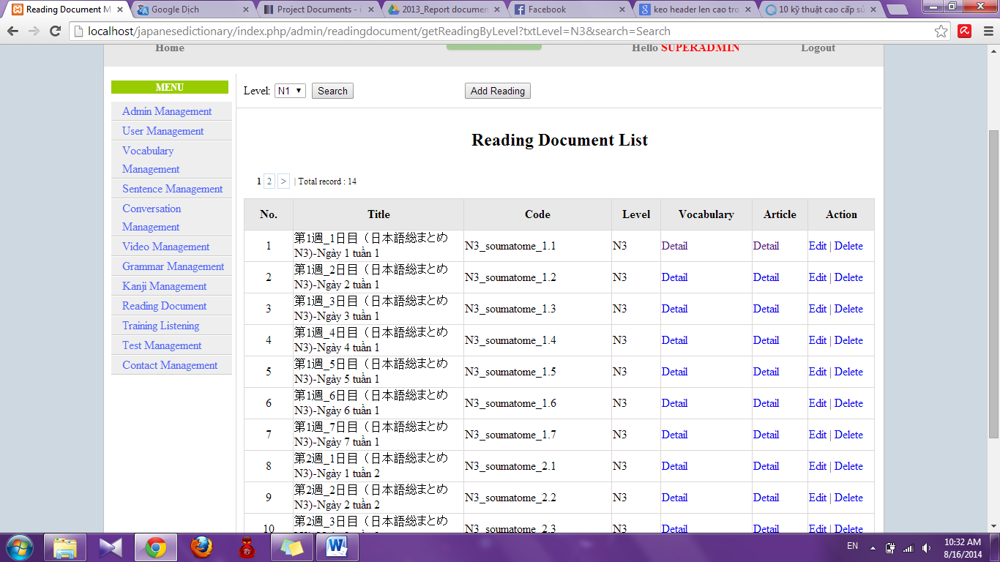 Reading Document M
Google Dịch
Project Documents - i
2013_Report documen
Facebook
keo header len cao tro
10 kỹ thuật cao cấp sử
localhost/japanesedictionary/index.php/admin/readingdocument/getReadingByLevel?txtLevel=N3&search=Search
Home
Hello SUPERADMIN
Logout
MENU
Admin Management
User Management
Vocabulary
Management
Sentence Management
Conversation
Management
Video Management
Grammar Management
Kanji Management
Reading Document
Training Listening
Test Management
Contact Management
Level: N1 Search Add Reading
Reading Document List
1 2 > | Total record : 14
No. Title Code Level Vocabulary Article Action
1 第1週_1日目（日本語総まとめ N3_soumatome_1.1 N3 Detail Detail Edit | Delete
N3)-Ngày 1 tuần 1
2 第1週_2日目（日本語総まとめ N3_soumatome_1.2 N3 Detail Detail Edit | Delete
N3)-Ngày 2 tuần 1
3 第1週_3日目（日本語総まとめ N3_soumatome_1.3 N3 Detail Detail Edit | Delete
N3)-Ngày 3 tuần 1
4 第1週_4日目（日本語総まとめ N3_soumatome_1.4 N3 Detail Detail Edit | Delete
N3)-Ngày 4 tuần 1
5 第1週_5日目（日本語総まとめ N3_soumatome_1.5 N3 Detail Detail Edit | Delete
N3)-Ngày 5 tuần 1
6 第1週_6日目（日本語総まとめ N3_soumatome_1.6 N3 Detail Detail Edit | Delete
N3)-Ngày 6 tuần 1
7 第1週_7日目（日本語総まとめ N3_soumatome_1.7 N3 Detail Detail Edit | Delete
N3)-Ngày 7 tuần 1
8 第2週_1日目（日本語総まとめ N3_soumatome_2.1 N3 Detail Detail Edit | Delete
N3)-Ngày 1 tuần 2
9 第2週_2日目（日本語総まとめ N3_soumatome_2.2 N3 Detail Detail Edit | Delete
N3)-Ngày 2 tuần 2
10 第2週_3日目（日本語総まとめ N3_soumatome_2.3 N3 Detail Detail Edit | Delete
EN
10:32 AM
8/16/2014